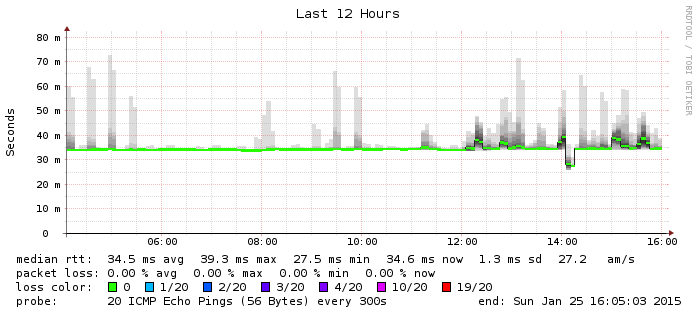 Last 12 Hours
RRDTOOL / TOBI OETIKER
Seconds
80 m
70 m
60 m
50 m
40 m
30 m
20 m
10 m
0
06:00 08:00 10:00 12:00 14:00 16:00
median rtt: 34.5 ms avg 39.3 ms max 27.5 ms min 34.6 ms now 1.3 ms sd 27.2 am/s
packet loss: 0.00 % avg 0.00 % max 0.00 % min 0.00 % now
loss color: 0 1/20 2/20 3/20 4/20 10/20 19/20
probe: 20 ICMP Echo Pings (56 Bytes) every 300s end: Sun Jan 25 16:05:03 2015